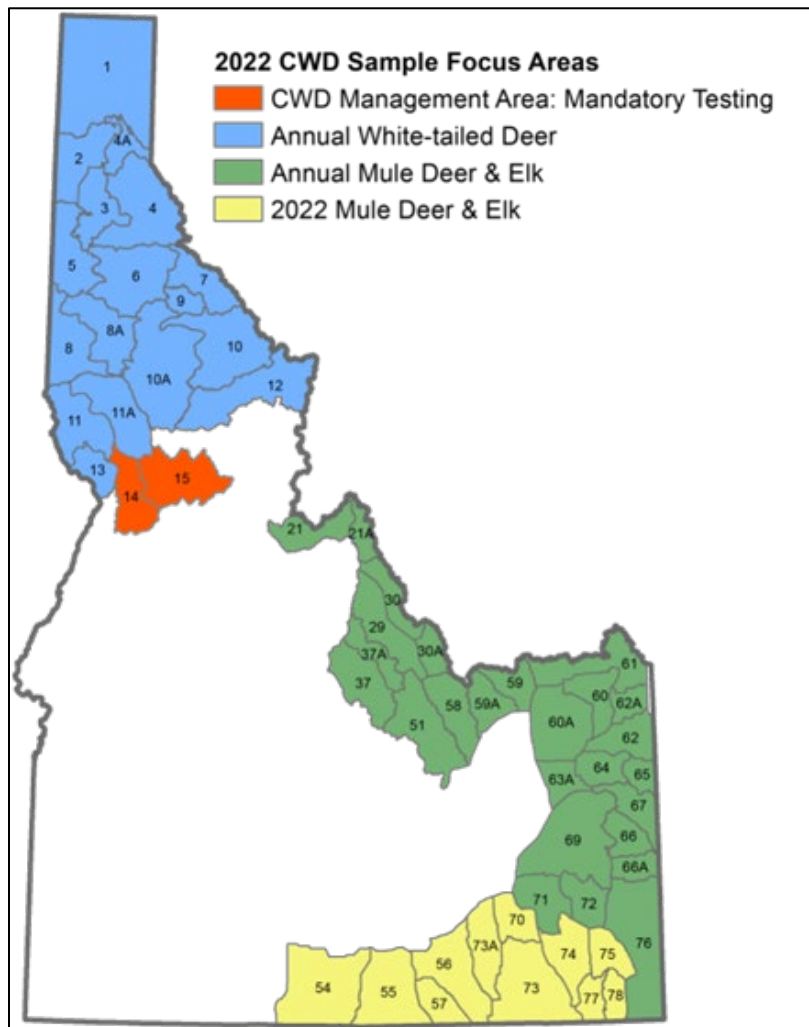 2022 CWD Sample Focus Areas
CWD Management Area: Mandatory Testing
Annual White-tailed Deer
Annual Mule Deer & Elk
2022 Mule Deer & Elk
1
4A
2
3
4
5
6
7
9
8A
8
10
10A
12
11A
11
13
15
14
21
21A
30
29
37A
30A
37
58
51
59A
59
61
60
62A
60A
62
64
65
63A
67
69
66
66A
71
72
76
70
73A
74
75
56
54
55
73
57
77
78